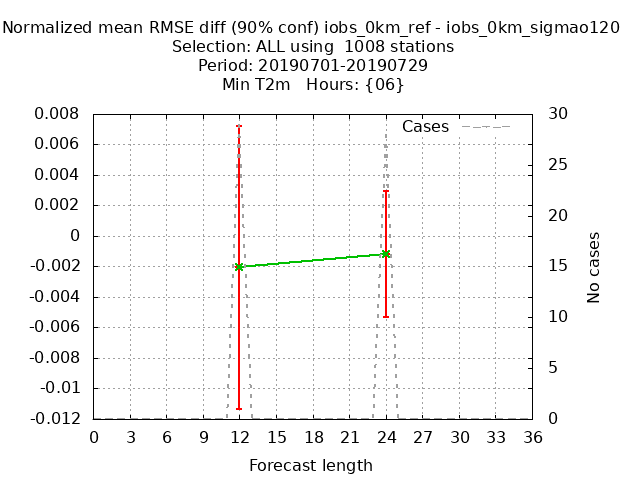 Normalized mean RMSE diff (90% conf) iobs_0km_ref - iobs_0km_sigmao120
Selection: ALL using  1008 stations
Period: 20190701-20190729
Min T2m   Hours: {06}
Cases
0.008
0.006
0.004
0.002
0
-0.002
-0.004
-0.006
-0.008
-0.01
-0.012
30
25
20
15
10
5
0
No cases
0 3 6 9 12 15 18 21 24 27 30 33 36
Forecast length